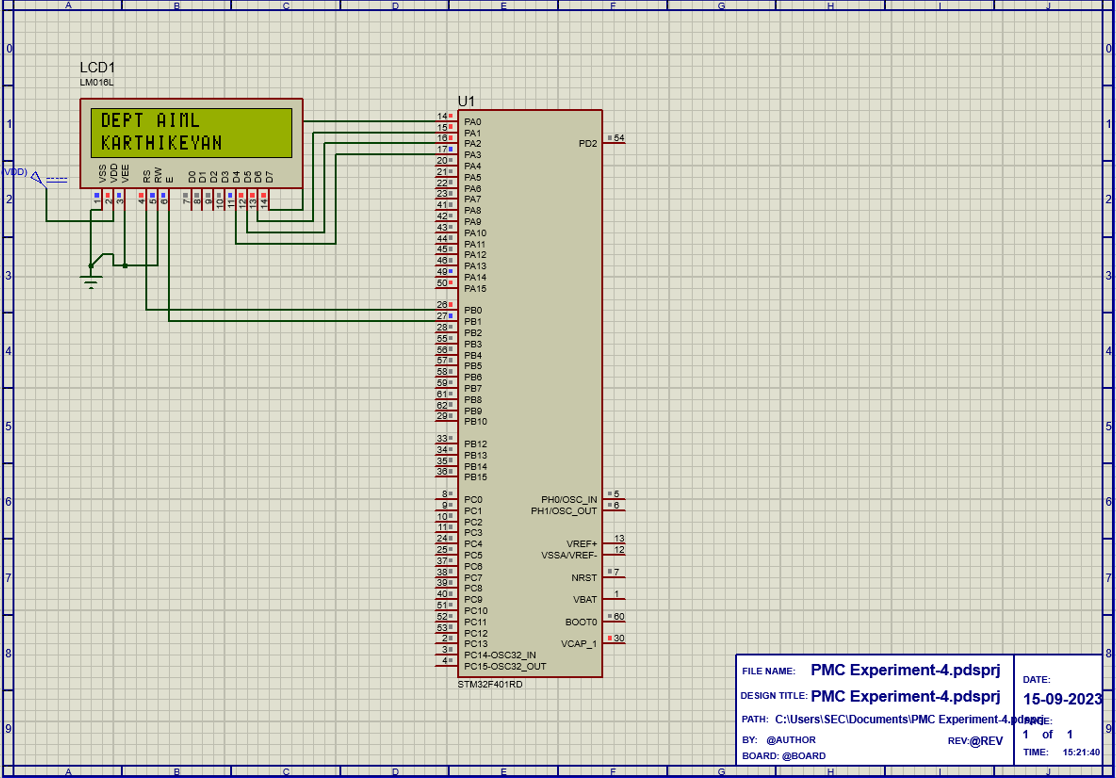 A B C D E F G H I J
0 0
LCD1
LM016L
DEPT AIML
KARTHIKEYAN
VSS VDD VEE RS RW E D0 D1 D2 D3 D4 D5 D6 D7
1 2 3 4 5 6 7 8 9 10 11 12 13 14
(VDD)
U1
14 PA0
15 PA1
16 PA2
17 PA3
20 PA4
21 PA5
22 PA6
23 PA7
41 PA8
42 PA9
43 PA10
44 PA11
45 PA12
46 PA13
49 PA14
50 PA15
26 PB0
27 PB1
28 PB2
55 PB3
56 PB4
57 PB5
58 PB6
59 PB7
61 PB8
62 PB9
29 PB10
33 PB12
34 PB13
35 PB14
36 PB15
8 PC0
9 PC1
10 PC2
11 PC3
24 PC4
25 PC5
37 PC6
38 PC7
39 PC8
40 PC9
51 PC10
52 PC11
53 PC12
2 PC13
3 PC14-OSC32_IN
4 PC15-OSC32_OUT
PD2 54
PH0/OSC_IN 5
PH1/OSC_OUT 6
VREF+ 13
VSSA/VREF- 12
NRST 7
VBAT 1
BOOT0 60
VCAP_1 30
STM32F401RD
1 1
2 2
3 3
4 4
5 5
6 6
7 7
8 8
9 9
FILE NAME: PMC Experiment-4.pdsprj
DESIGN TITLE: PMC Experiment-4.pdsprj
PATH: C:\Users\SEC\Documents\PMC Experiment-4.pdsprj
BY: @AUTHOR REV:@REV
BOARD: @BOARD
DATE:
15-09-2023
PAGE:
1 of 1
TIME: 15:21:40
A B C D E F G H I J